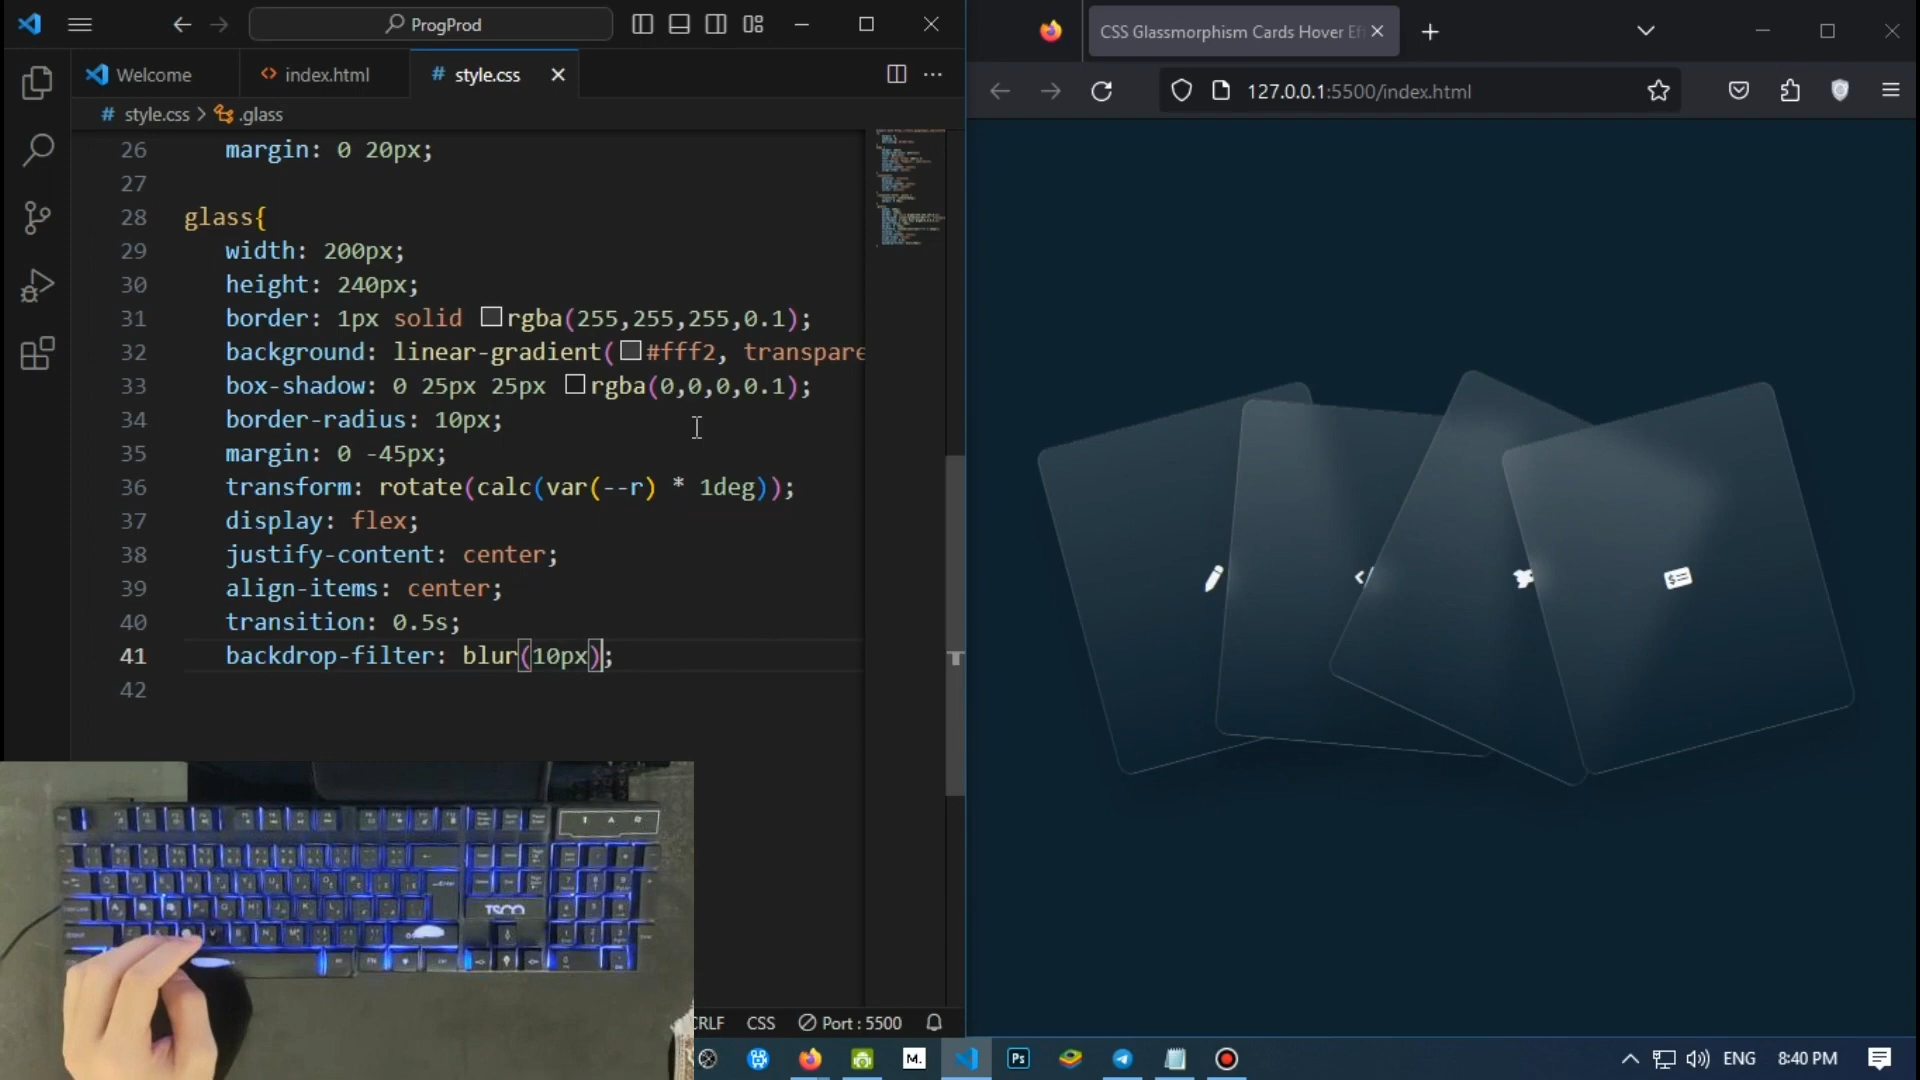 ProgProd
Welcome
index.html
# style.css
# style.css > .glass
26 margin: 0 20px;
27
28 glass{
29 width: 200px;
30 height: 240px;
31 border: 1px solid rgba(255,255,255,0.1);
32 background: linear-gradient(#fff2, transpare
33 box-shadow: 0 25px 25px rgba(0,0,0,0.1);
34 border-radius: 10px;
35 margin: 0 -45px;
36 transform: rotate(calc(var(--r) * 1deg));
37 display: flex;
38 justify-content: center;
39 align-items: center;
40 transition: 0.5s;
41 backdrop-filter: blur(10px);
42
TSCO
CRLF CSS Port : 5500
CSS Glassmorphism Cards Hover Ef
127.0.0.1:5500/index.html
M.
Ps
ENG
8:40 PM